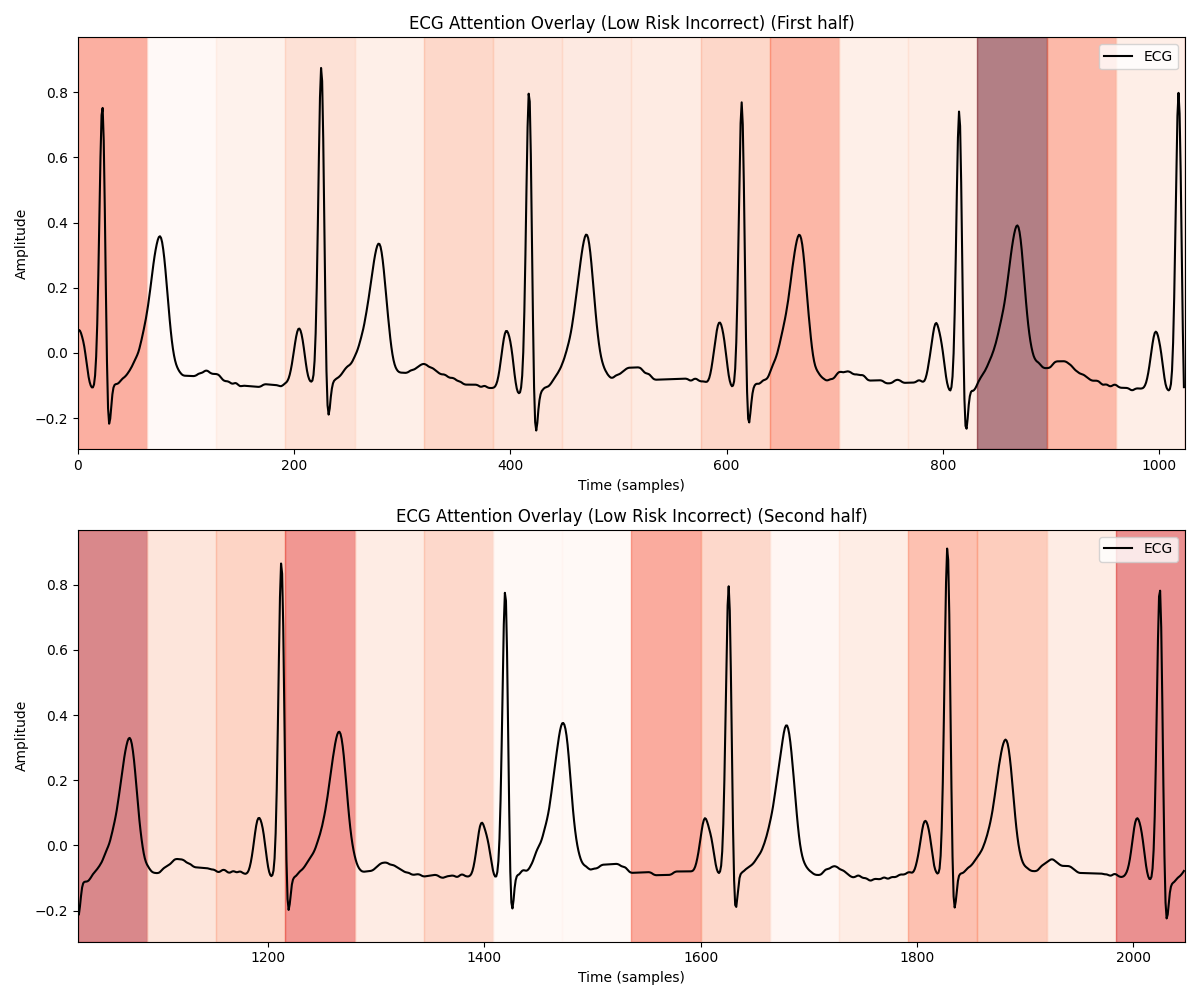 ECG Attention Overlay (Low Risk Incorrect) (First half)
ECG
0.8
0.6
0.4
0.2
0.0
−0.2
Amplitude
0 200 400 600 800 1000
Time (samples)
ECG Attention Overlay (Low Risk Incorrect) (Second half)
ECG
0.8
0.6
0.4
0.2
0.0
−0.2
Amplitude
1200 1400 1600 1800 2000
Time (samples)